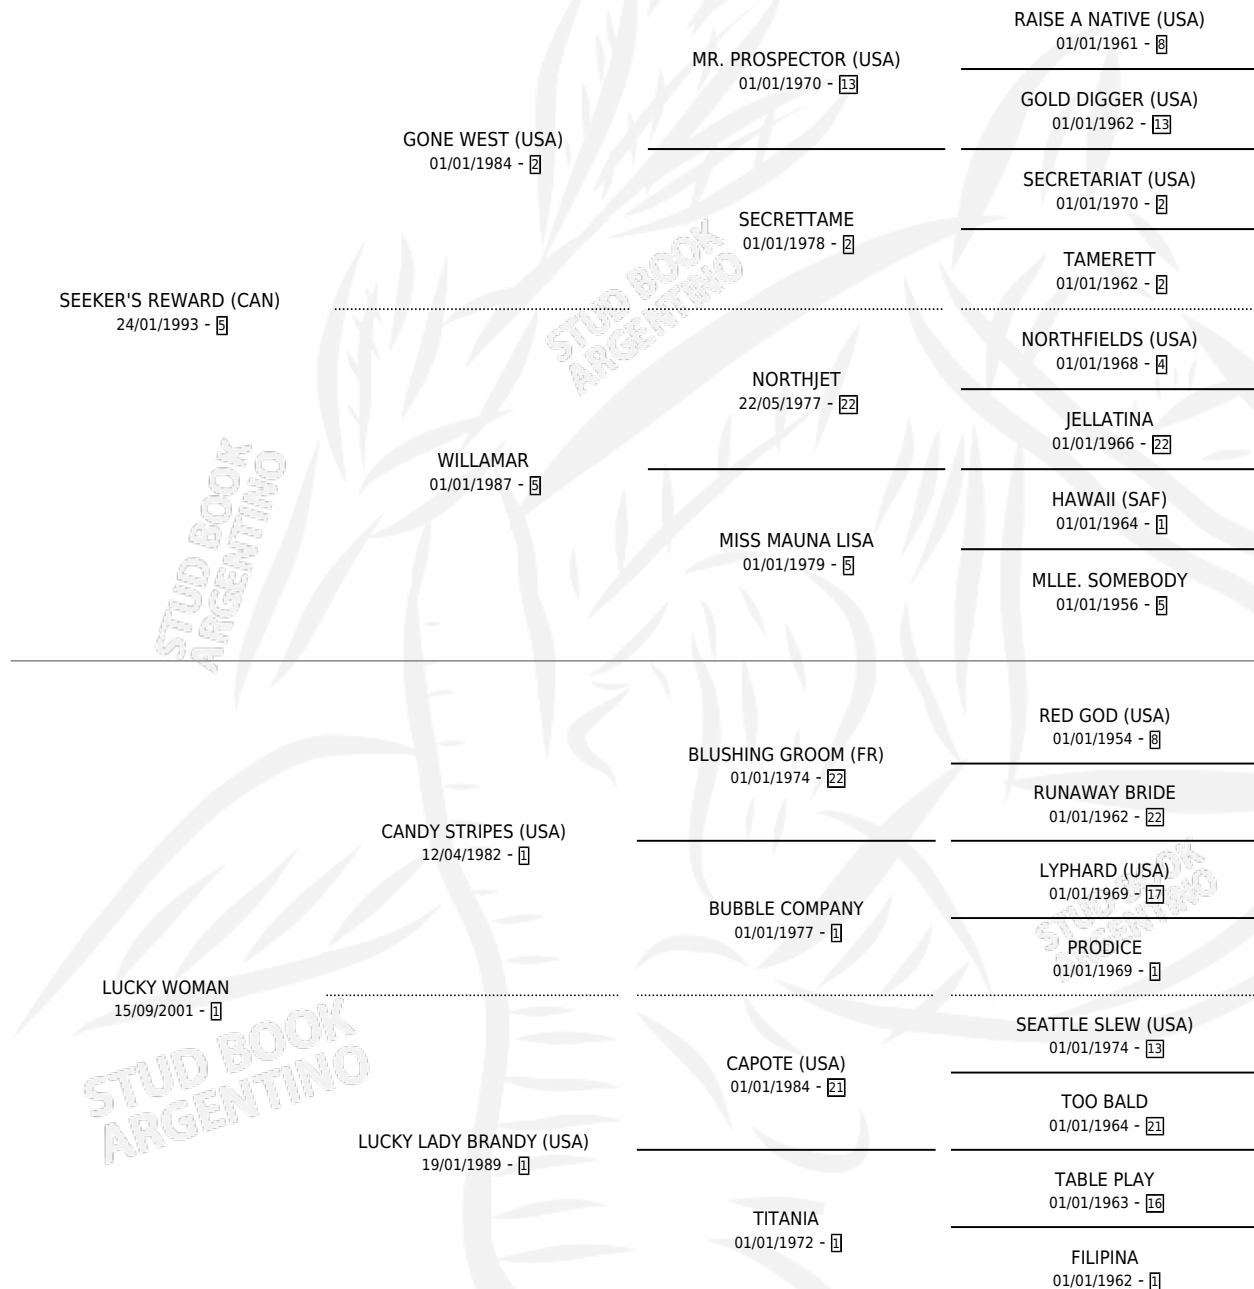 RAISE A NATIVE (USA)
01/01/1961 - 8
MR. PROSPECTOR (USA)
01/01/1970 - 13
GOLD DIGGER (USA)
01/01/1962 - 13
GONE WEST (USA)
01/01/1984 - 2
SECRETARIAT (USA)
01/01/1970 - 2
SECRETTAME
01/01/1978 - 2
TAMERETT
01/01/1962 - 2
SEEKER'S REWARD (CAN)
24/01/1993 - 5
NORTHFIELDS (USA)
01/01/1968 - 4
NORTHJET
22/05/1977 - 22
JELLATINA
01/01/1966 - 22
WILLAMAR
01/01/1987 - 5
HAWAII (SAF)
01/01/1964 - 1
MISS MAUNA LISA
01/01/1979 - 5
MLLE. SOMEBODY
01/01/1956 - 5
STUD BOOK
ARGENTINO
STUD BOOK
ARGENTINO
RED GOD (USA)
01/01/1954 - 8
BLUSHING GROOM (FR)
01/01/1974 - 22
RUNAWAY BRIDE
01/01/1962 - 22
CANDY STRIPES (USA)
12/04/1982 - 1
LYPHARD (USA)
01/01/1969 - 17
BUBBLE COMPANY
01/01/1977 - 1
PRODICE
01/01/1969 - 1
LUCKY WOMAN
15/09/2001 - 1
SEATTLE SLEW (USA)
01/01/1974 - 13
CAPOTE (USA)
01/01/1984 - 21
TOO BALD
01/01/1964 - 21
LUCKY LADY BRANDY (USA)
19/01/1989 - 1
TABLE PLAY
01/01/1963 - 16
TITANIA
01/01/1972 - 1
FILIPINA
01/01/1962 - 1
STUD BOOK
ARGENTINO
STUD BOOK
ARGENTINO